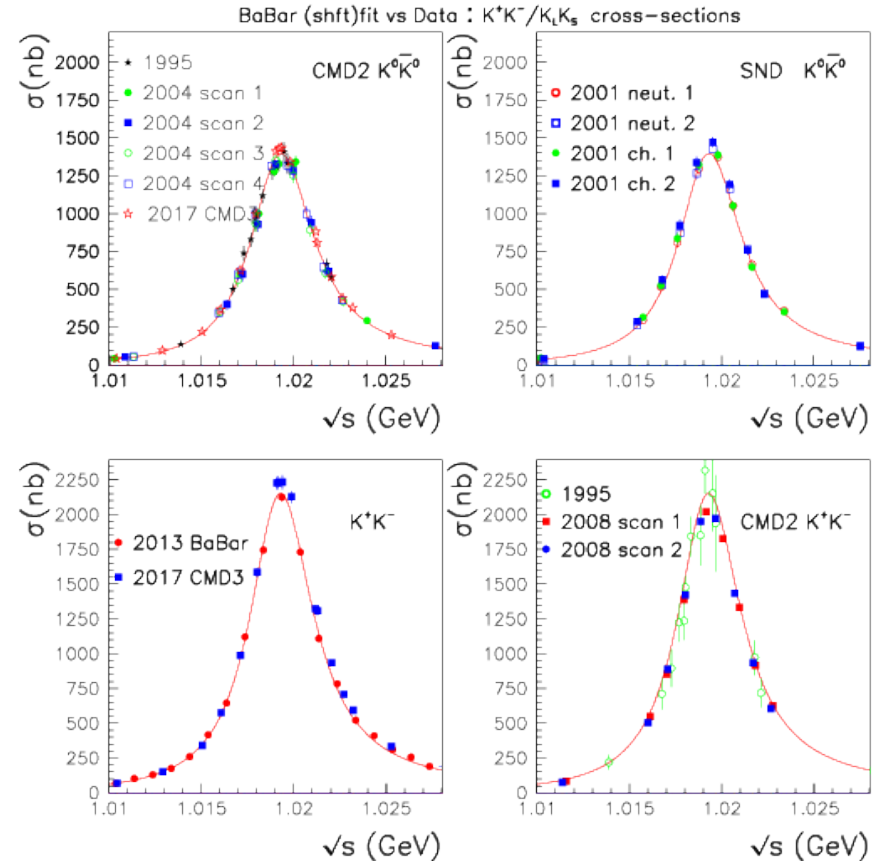 BaBar (shft)fit vs Data : K⁺K⁻/K_LK_S cross-sections
σ(nb)
2000
1750
1500
1250
1000
750
500
250
0
1995
2004 scan 1
2004 scan 2
2004 scan 3
2004 scan 4
2017 CMD3
CMD2 K⁰K̅⁰
1.01 1.015 1.02 1.025
√s (GeV)
σ(nb)
2000
1750
1500
1250
1000
750
500
250
0
SND K⁰K̅⁰
2001 neut. 1
2001 neut. 2
2001 ch. 1
2001 ch. 2
1.01 1.015 1.02 1.025
√s (GeV)
σ(nb)
2250
2000
1750
1500
1250
1000
750
500
250
0
K⁺K⁻
2013 BaBar
2017 CMD3
1.01 1.015 1.02 1.025
√s (GeV)
σ(nb)
2250
2000
1750
1500
1250
1000
750
500
250
0
1995
2008 scan 1
2008 scan 2
CMD2 K⁺K⁻
1.01 1.015 1.02 1.025
√s (GeV)